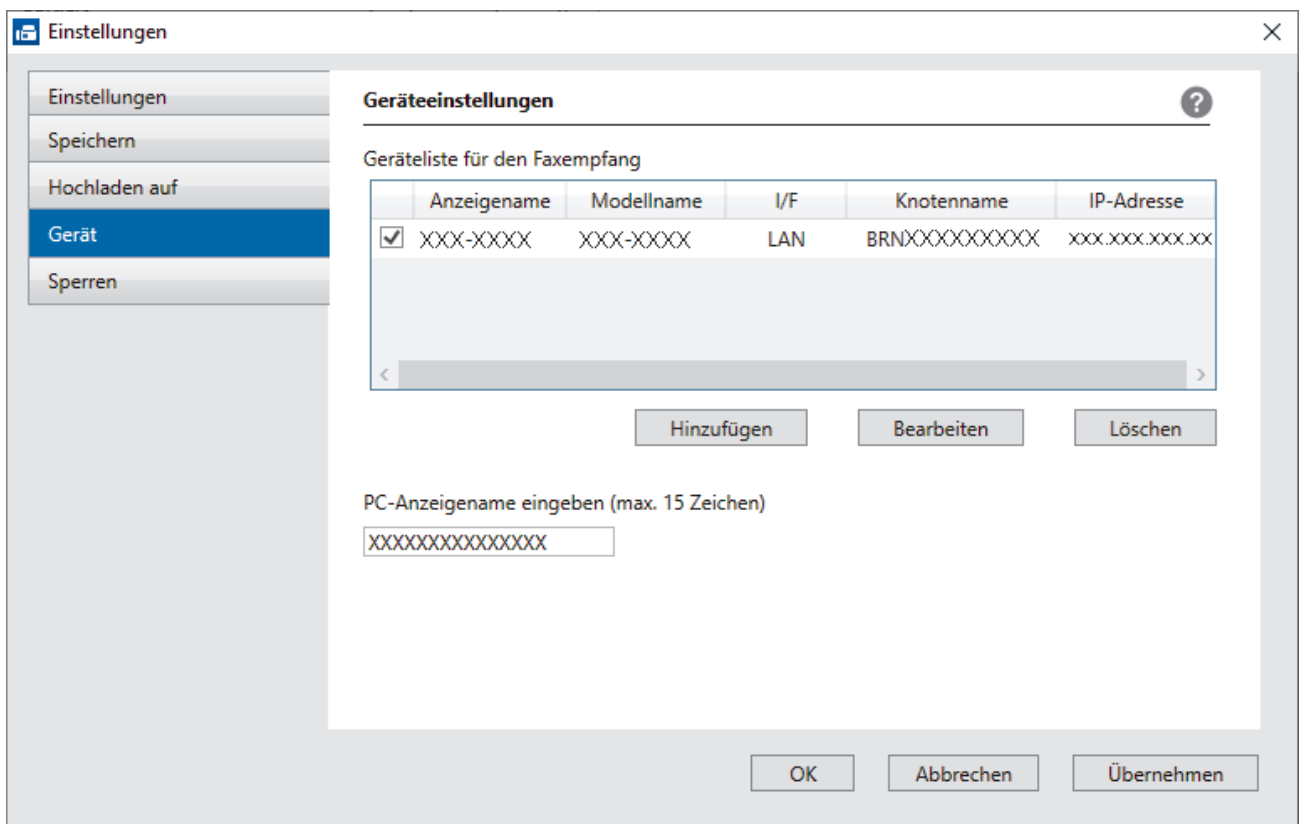 Einstellungen
Einstellungen
Speichern
Hochladen auf
Gerät
Sperren
Geräteeinstellungen
?
Geräteliste für den Faxempfang
Anzeigename Modellname I/F Knotenname IP-Adresse
XXX-XXXX XXX-XXXX LAN BRNXXXXXXXXX xxx.xxx.xxx.xx
Hinzufügen Bearbeiten Löschen
PC-Anzeigename eingeben (max. 15 Zeichen)
XXXXXXXXXXXXXXX
OK Abbrechen Übernehmen